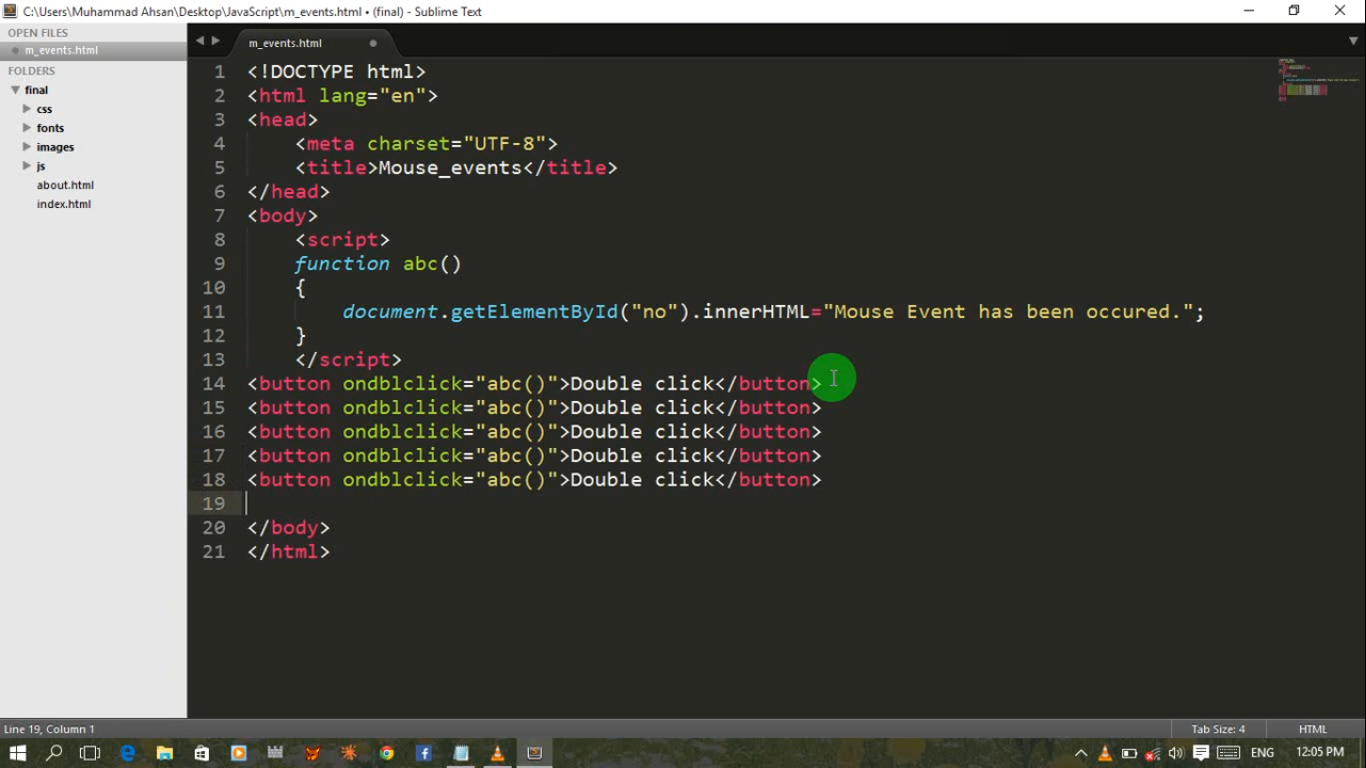 C:\Users\Muhammad Ahsan\Desktop\JavaScript\m_events.html • (final) - Sublime Text
OPEN FILES
m_events.html
FOLDERS
final
css
fonts
images
js
about.html
index.html
m_events.html
1 <!DOCTYPE html>
2 <html lang="en">
3 <head>
4     <meta charset="UTF-8">
5     <title>Mouse_events</title>
6 </head>
7 <body>
8     <script>
9     function abc()
10     {
11         document.getElementById("no").innerHTML="Mouse Event has been occured.";
12     }
13     </script>
14 <button ondblclick="abc()">Double click</button>
15 <button ondblclick="abc()">Double click</button>
16 <button ondblclick="abc()">Double click</button>
17 <button ondblclick="abc()">Double click</button>
18 <button ondblclick="abc()">Double click</button>
19
20 </body>
21 </html>
Line 19, Column 1
Tab Size: 4
HTML
ENG
12:05 PM